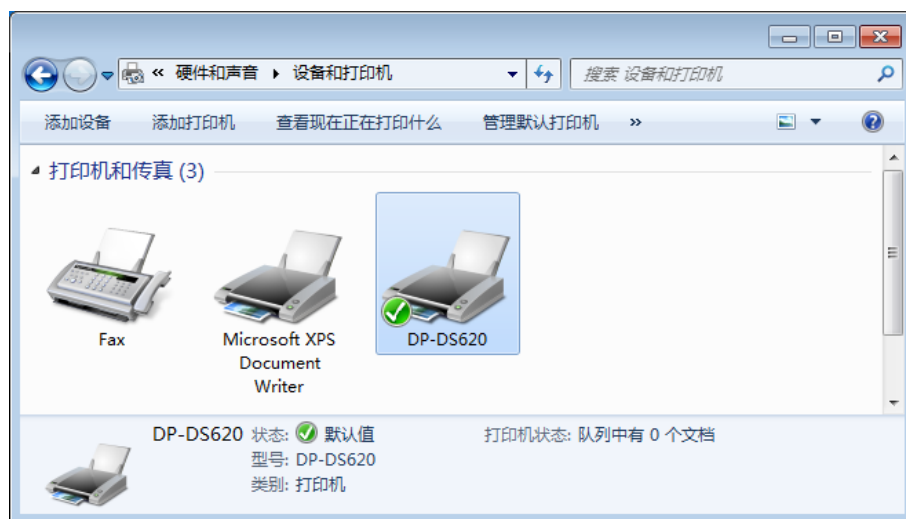 « 硬件和声音 ▸ 设备和打印机
搜索 设备和打印机
添加设备 添加打印机 查看现在正在打印什么 管理默认打印机 »
打印机和传真 (3)
Fax
Microsoft XPS
Document
Writer
DP-DS620
DP-DS620 状态: 默认值 打印机状态: 队列中有 0 个文档
型号: DP-DS620
类别: 打印机